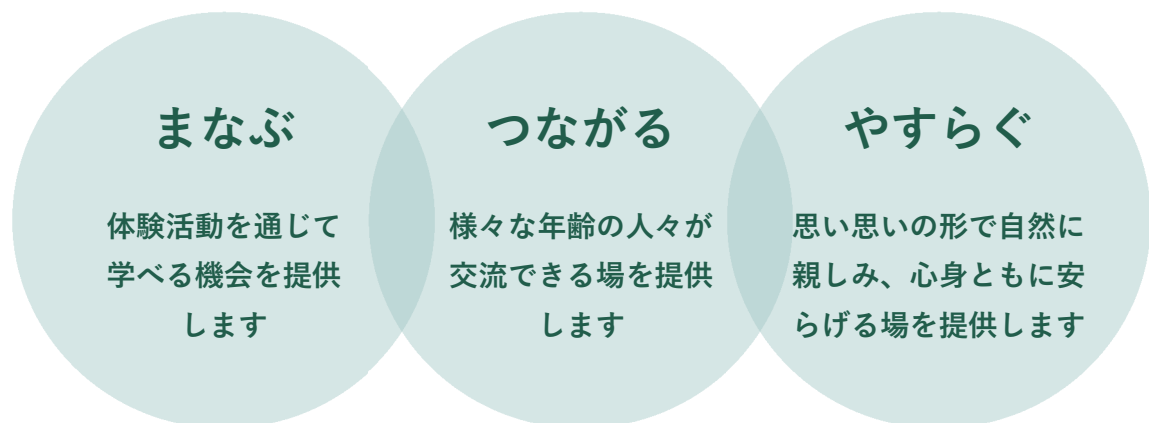 まなぶ
体験活動を通じて
学べる機会を提供
します
つながる
様々な年齢の人々が
交流できる場を提供
します
やすらぐ
思い思いの形で自然に
親しみ、心身ともに安
らげる場を提供します